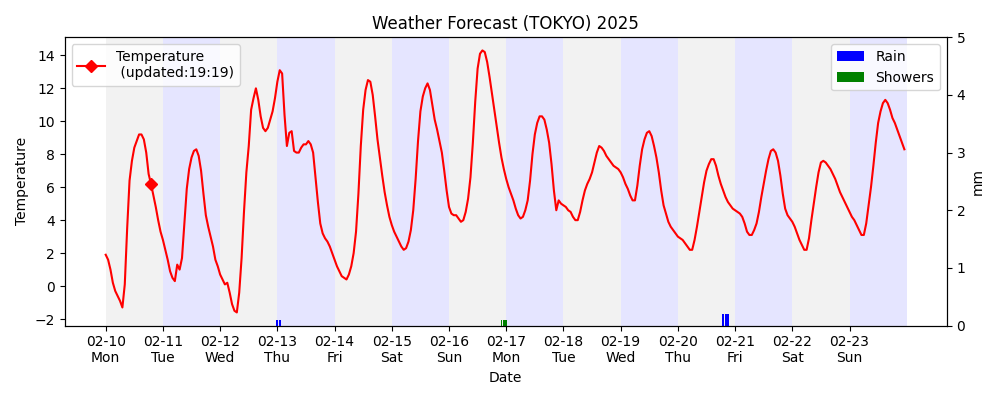 Weather Forecast (TOKYO) 2025
Temperature
(updated:19:19)
Rain
Showers
Temperature
14
12
10
8
6
4
2
0
−2
5
4
3
2
1
0
mm
02-10 02-11 02-12 02-13 02-14 02-15 02-16 02-17 02-18 02-19 02-20 02-21 02-22 02-23
Mon Tue Wed Thu Fri Sat Sun Mon Tue Wed Thu Fri Sat Sun
Date